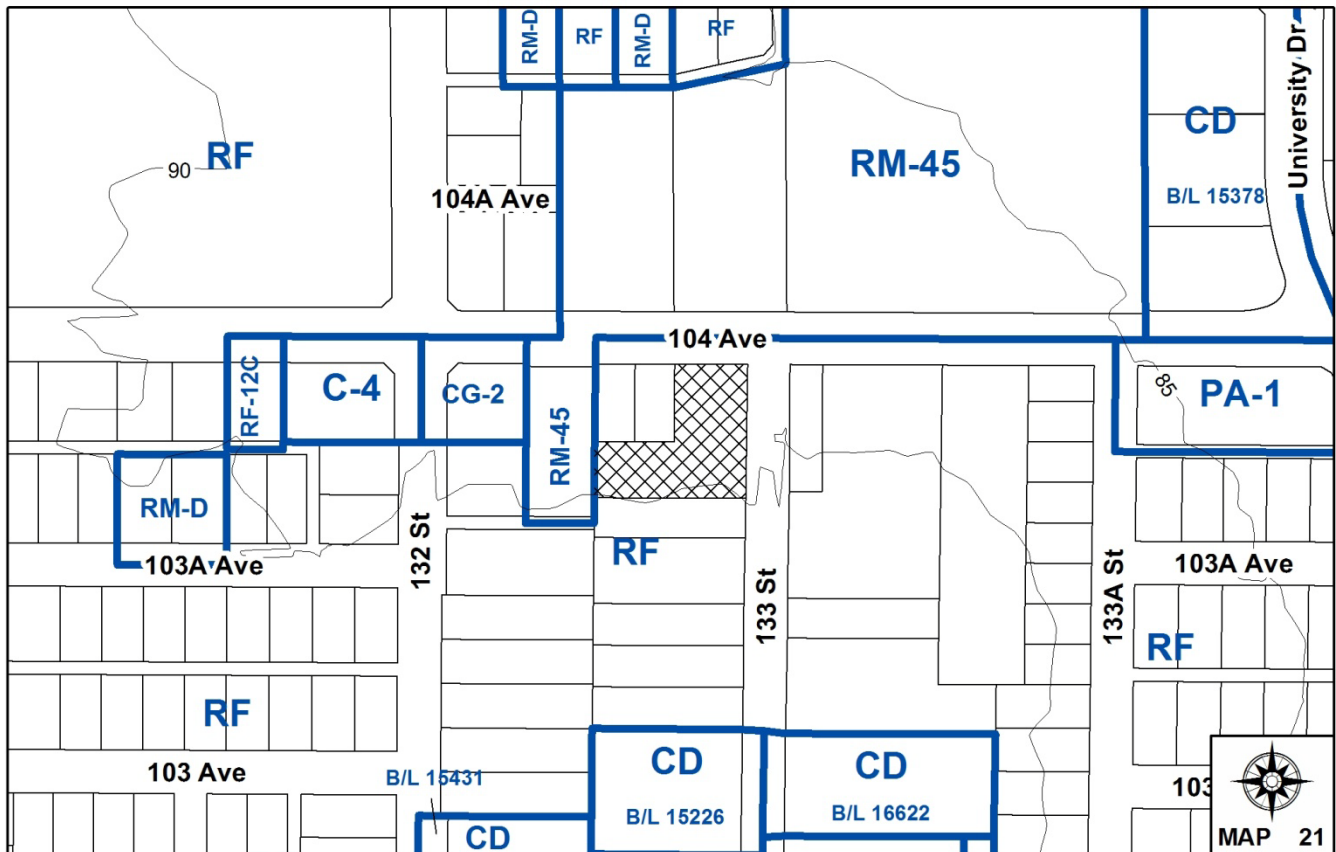 RM-D
RF
RM-D
RF
University Dr
CD
RF
90
RM-45
104A Ave
B/L 15378
104 Ave
RF-12C
C-4
CG-2
RM-45
85
PA-1
RM-D
132 St
RF
133 St
133A St
103A Ave
103A Ave
RF
RF
103 Ave
B/L 15431
CD
B/L 15226
CD
B/L 16622
103
CD
MAP 21